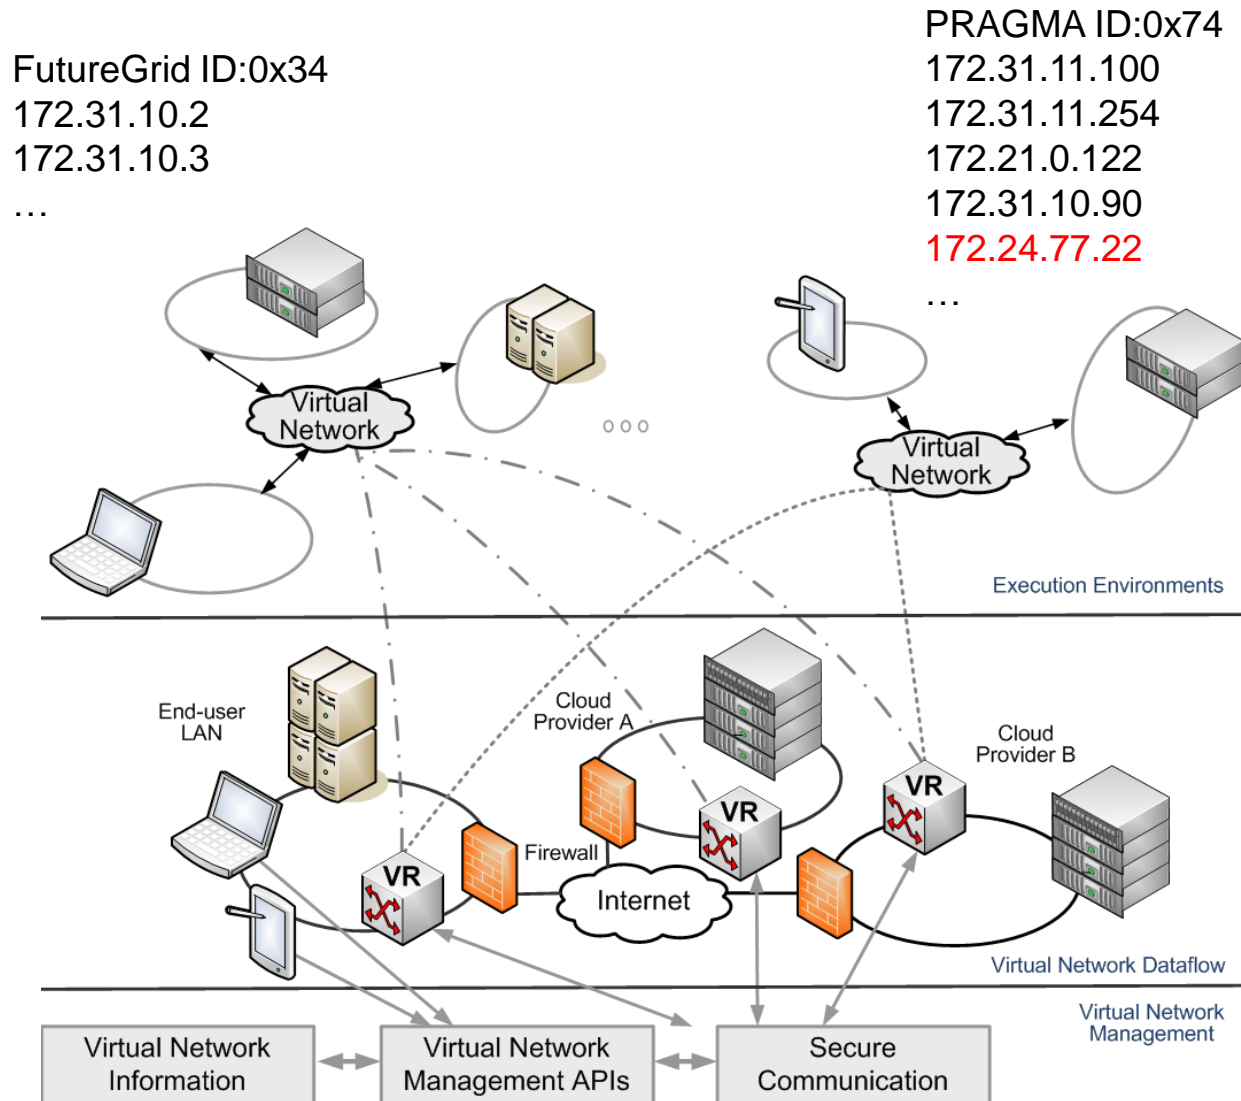 FutureGrid ID:0x34
172.31.10.2
172.31.10.3
…
PRAGMA ID:0x74
172.31.11.100
172.31.11.254
172.21.0.122
172.31.10.90
172.24.77.22
…
Virtual
Network
Virtual
Network
Execution Environments
End-user
LAN
Cloud
Provider A
Cloud
Provider B
VR
VR
VR
Firewall
Internet
Virtual Network Dataflow
Virtual Network
Management
Virtual Network
Information
Virtual Network
Management APIs
Secure
Communication